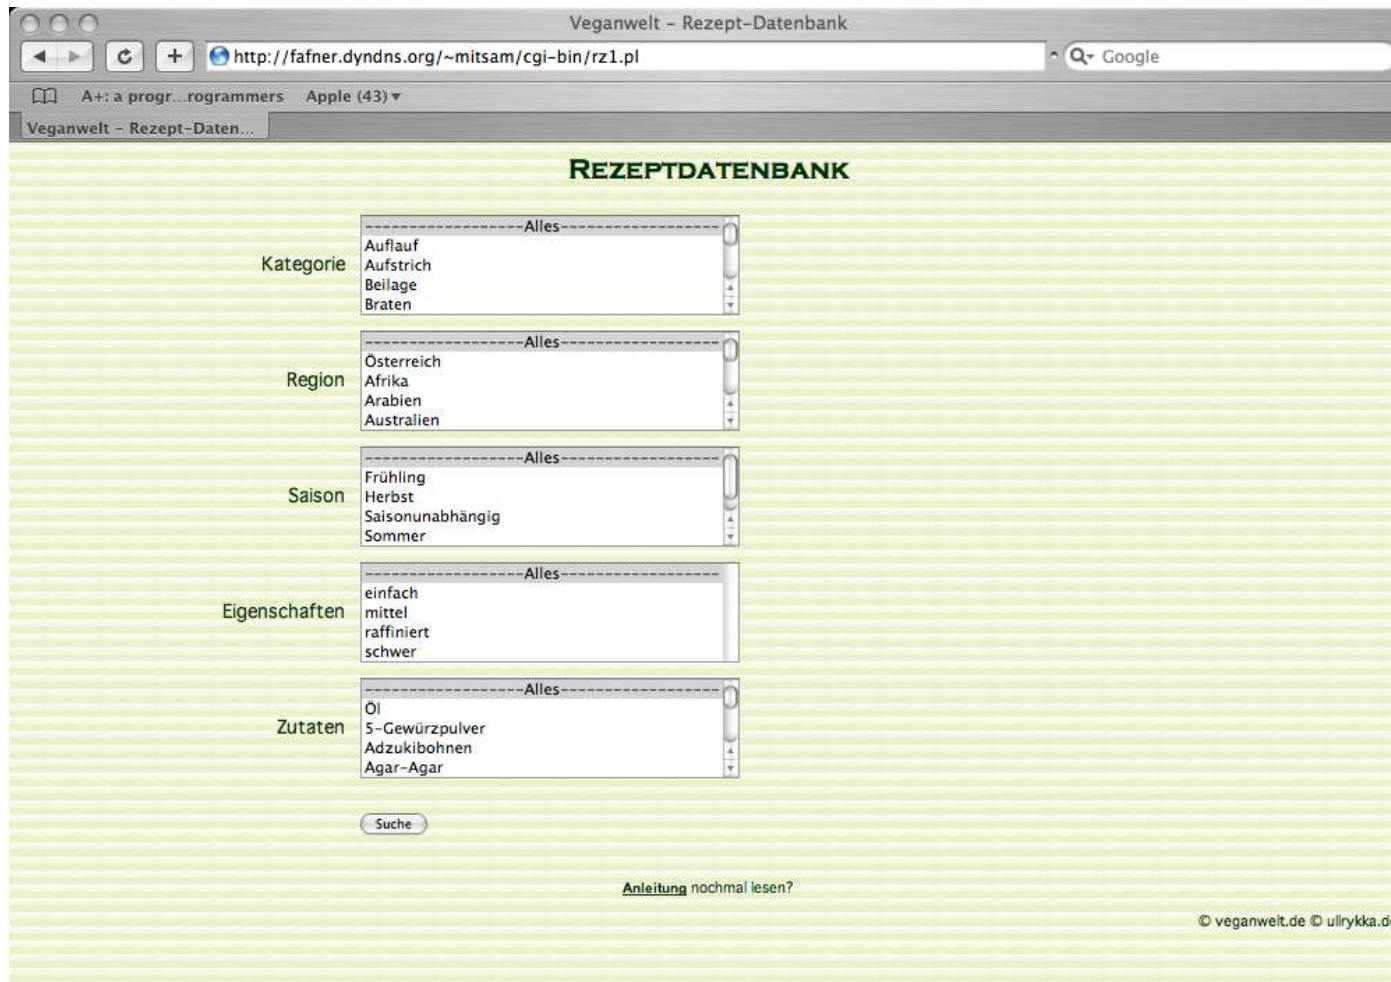 Veganwelt – Rezept-Datenbank
http://fafner.dyndns.org/~mitsam/cgi-bin/rz1.pl
Google
A+: a progr...rogrammers Apple (43)
Veganwelt – Rezept-Daten...
REZEPTDATENBANK
Kategorie
------------------Alles------------------
Auflauf
Aufstrich
Beilage
Braten
Region
------------------Alles------------------
Österreich
Afrika
Arabien
Australien
Saison
------------------Alles------------------
Frühling
Herbst
Saisonunabhängig
Sommer
Eigenschaften
------------------Alles------------------
einfach
mittel
raffiniert
schwer
Zutaten
------------------Alles------------------
Öl
5-Gewürzpulver
Adzukibohnen
Agar-Agar
Suche
Anleitung nochmal lesen?
© veganwelt.de © ullrykka.d